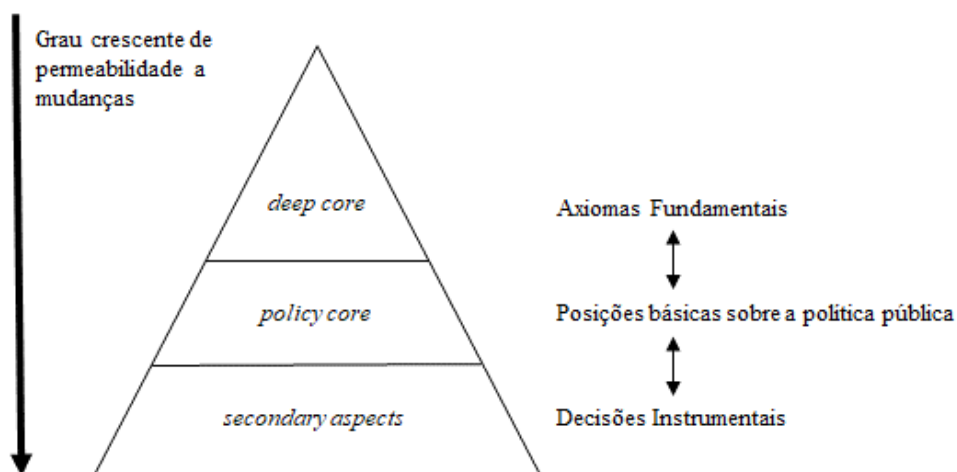 Grau crescente de
permeabilidade a
mudanças
deep core
Axiomas Fundamentais
policy core
Posições básicas sobre a política pública
secondary aspects
Decisões Instrumentais